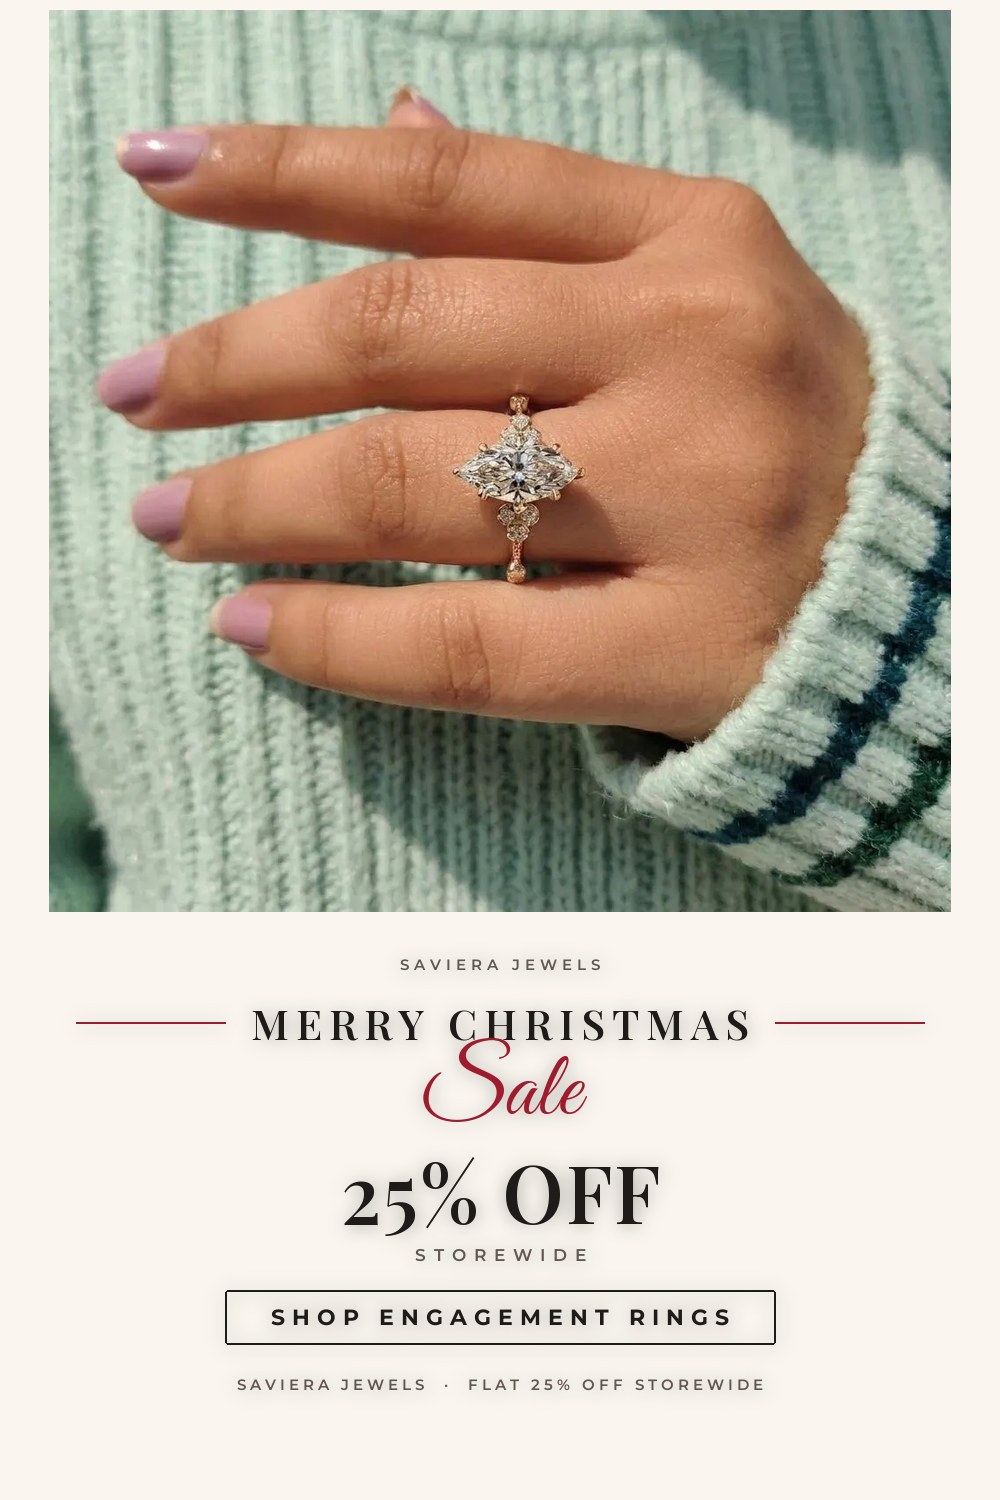 SAVIERA JEWELS
MERRY CHRISTMAS
Sale
25% OFF
STOREWIDE
SHOP ENGAGEMENT RINGS
SAVIERA JEWELS · FLAT 25% OFF STOREWIDE